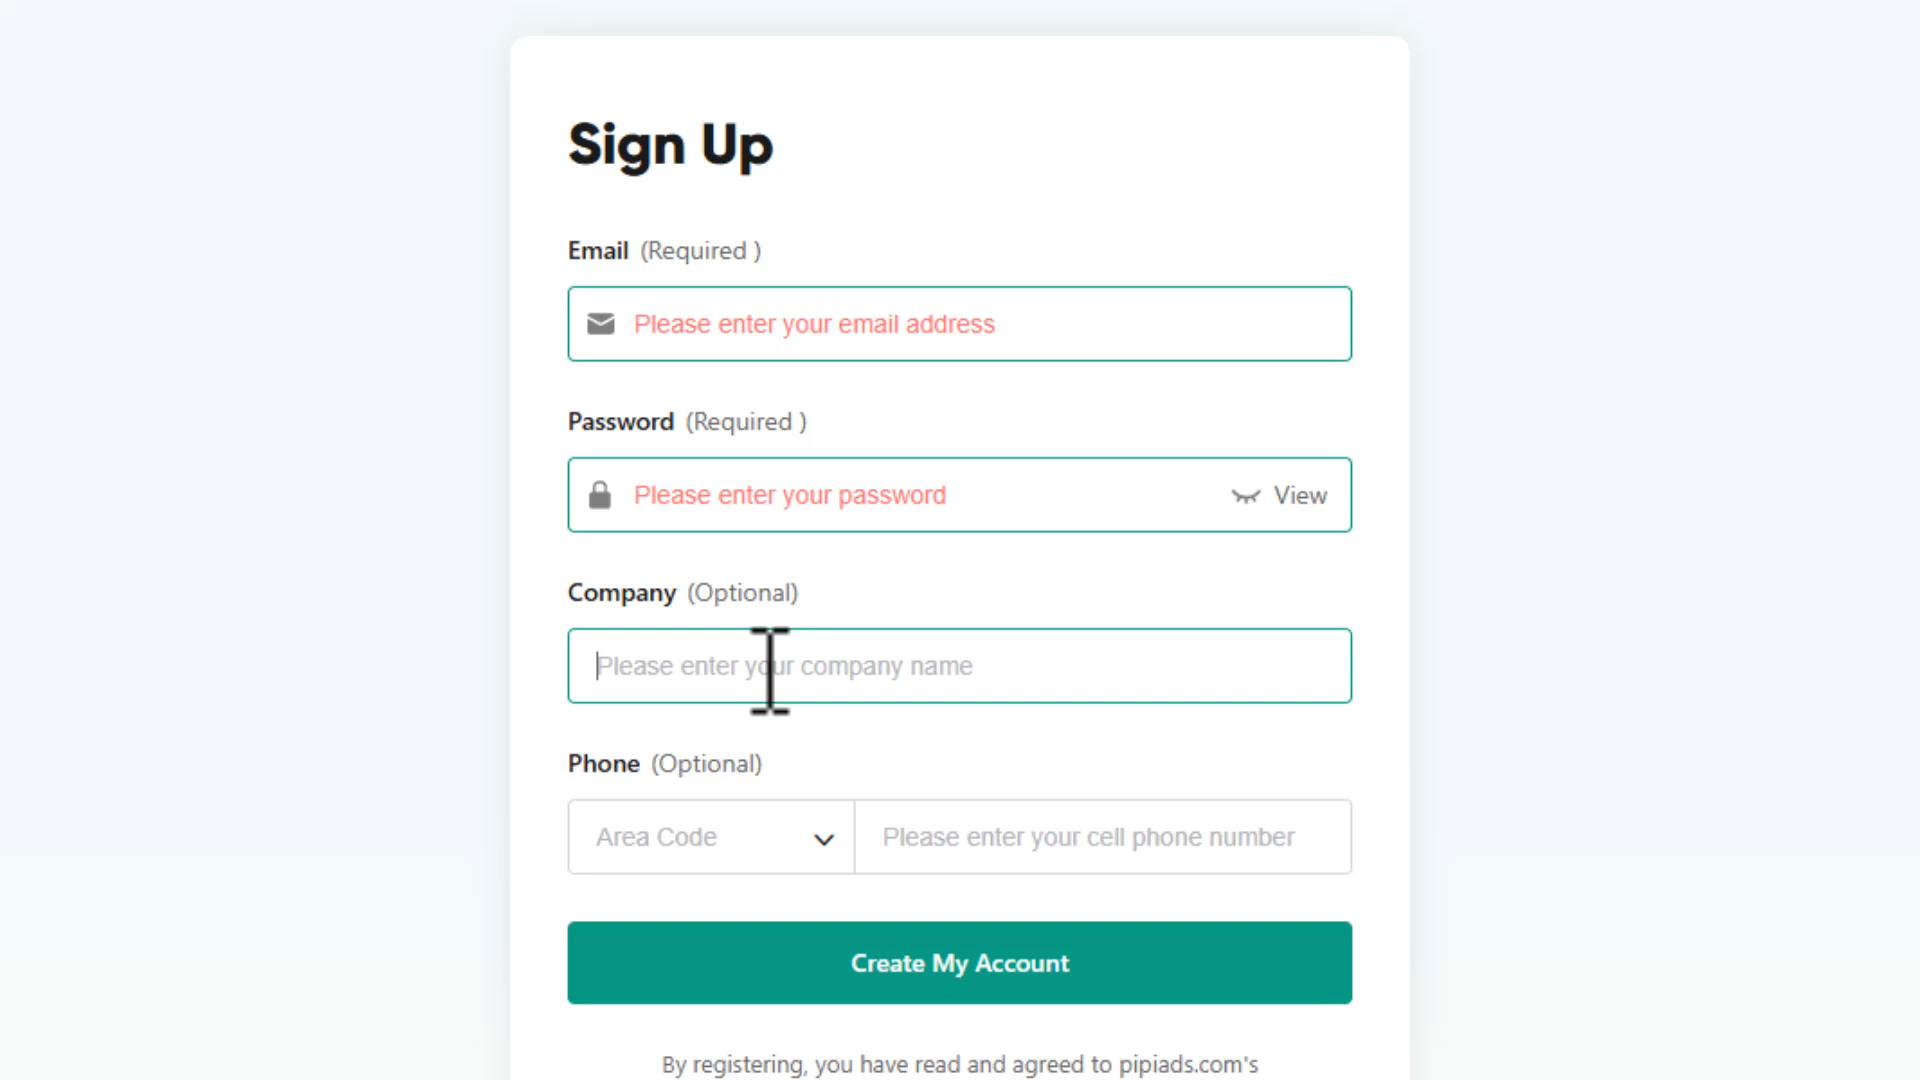 Sign Up
Email (Required )
Please enter your email address
Password (Required )
Please enter your password
View
Company (Optional)
Please enter your company name
Phone (Optional)
Area Code
Please enter your cell phone number
Create My Account
By registering, you have read and agreed to pipiads.com's